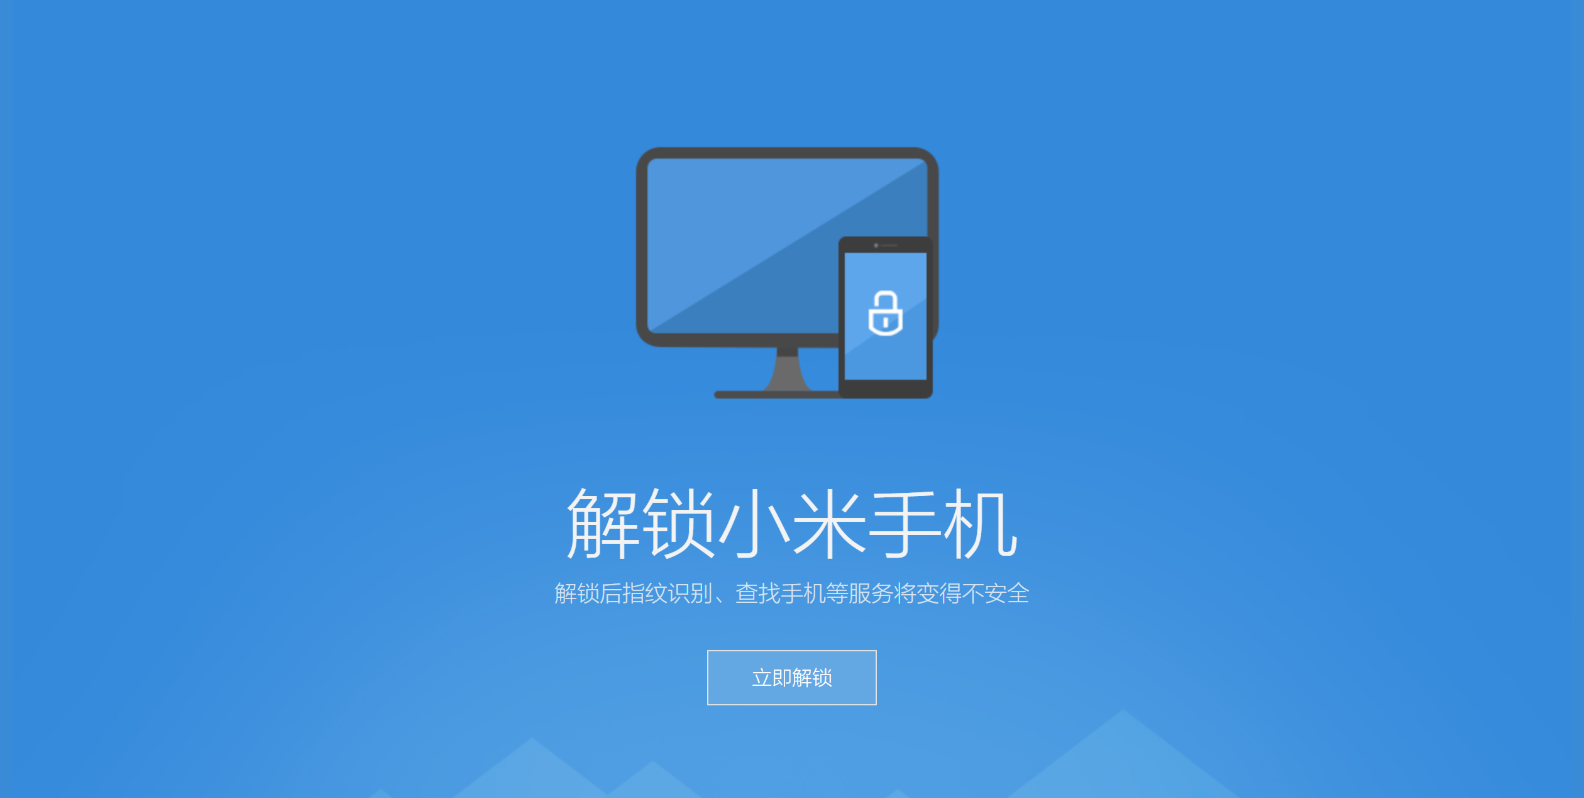 解锁小米手机
解锁后指纹识别、查找手机等服务将变得不安全
立即解锁